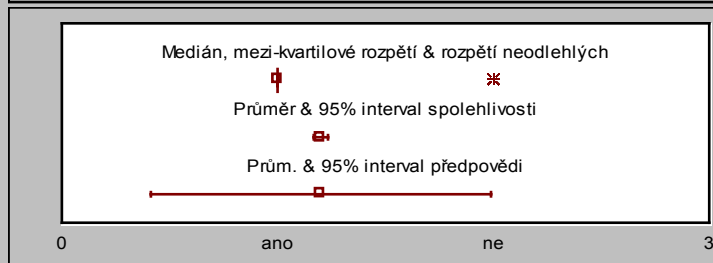 Medián, mezi-kvartilové rozpětí & rozpětí neodlehlých
Průměr & 95% interval spolehlivosti
Prům. & 95% interval předpovědi
0 ano ne 3